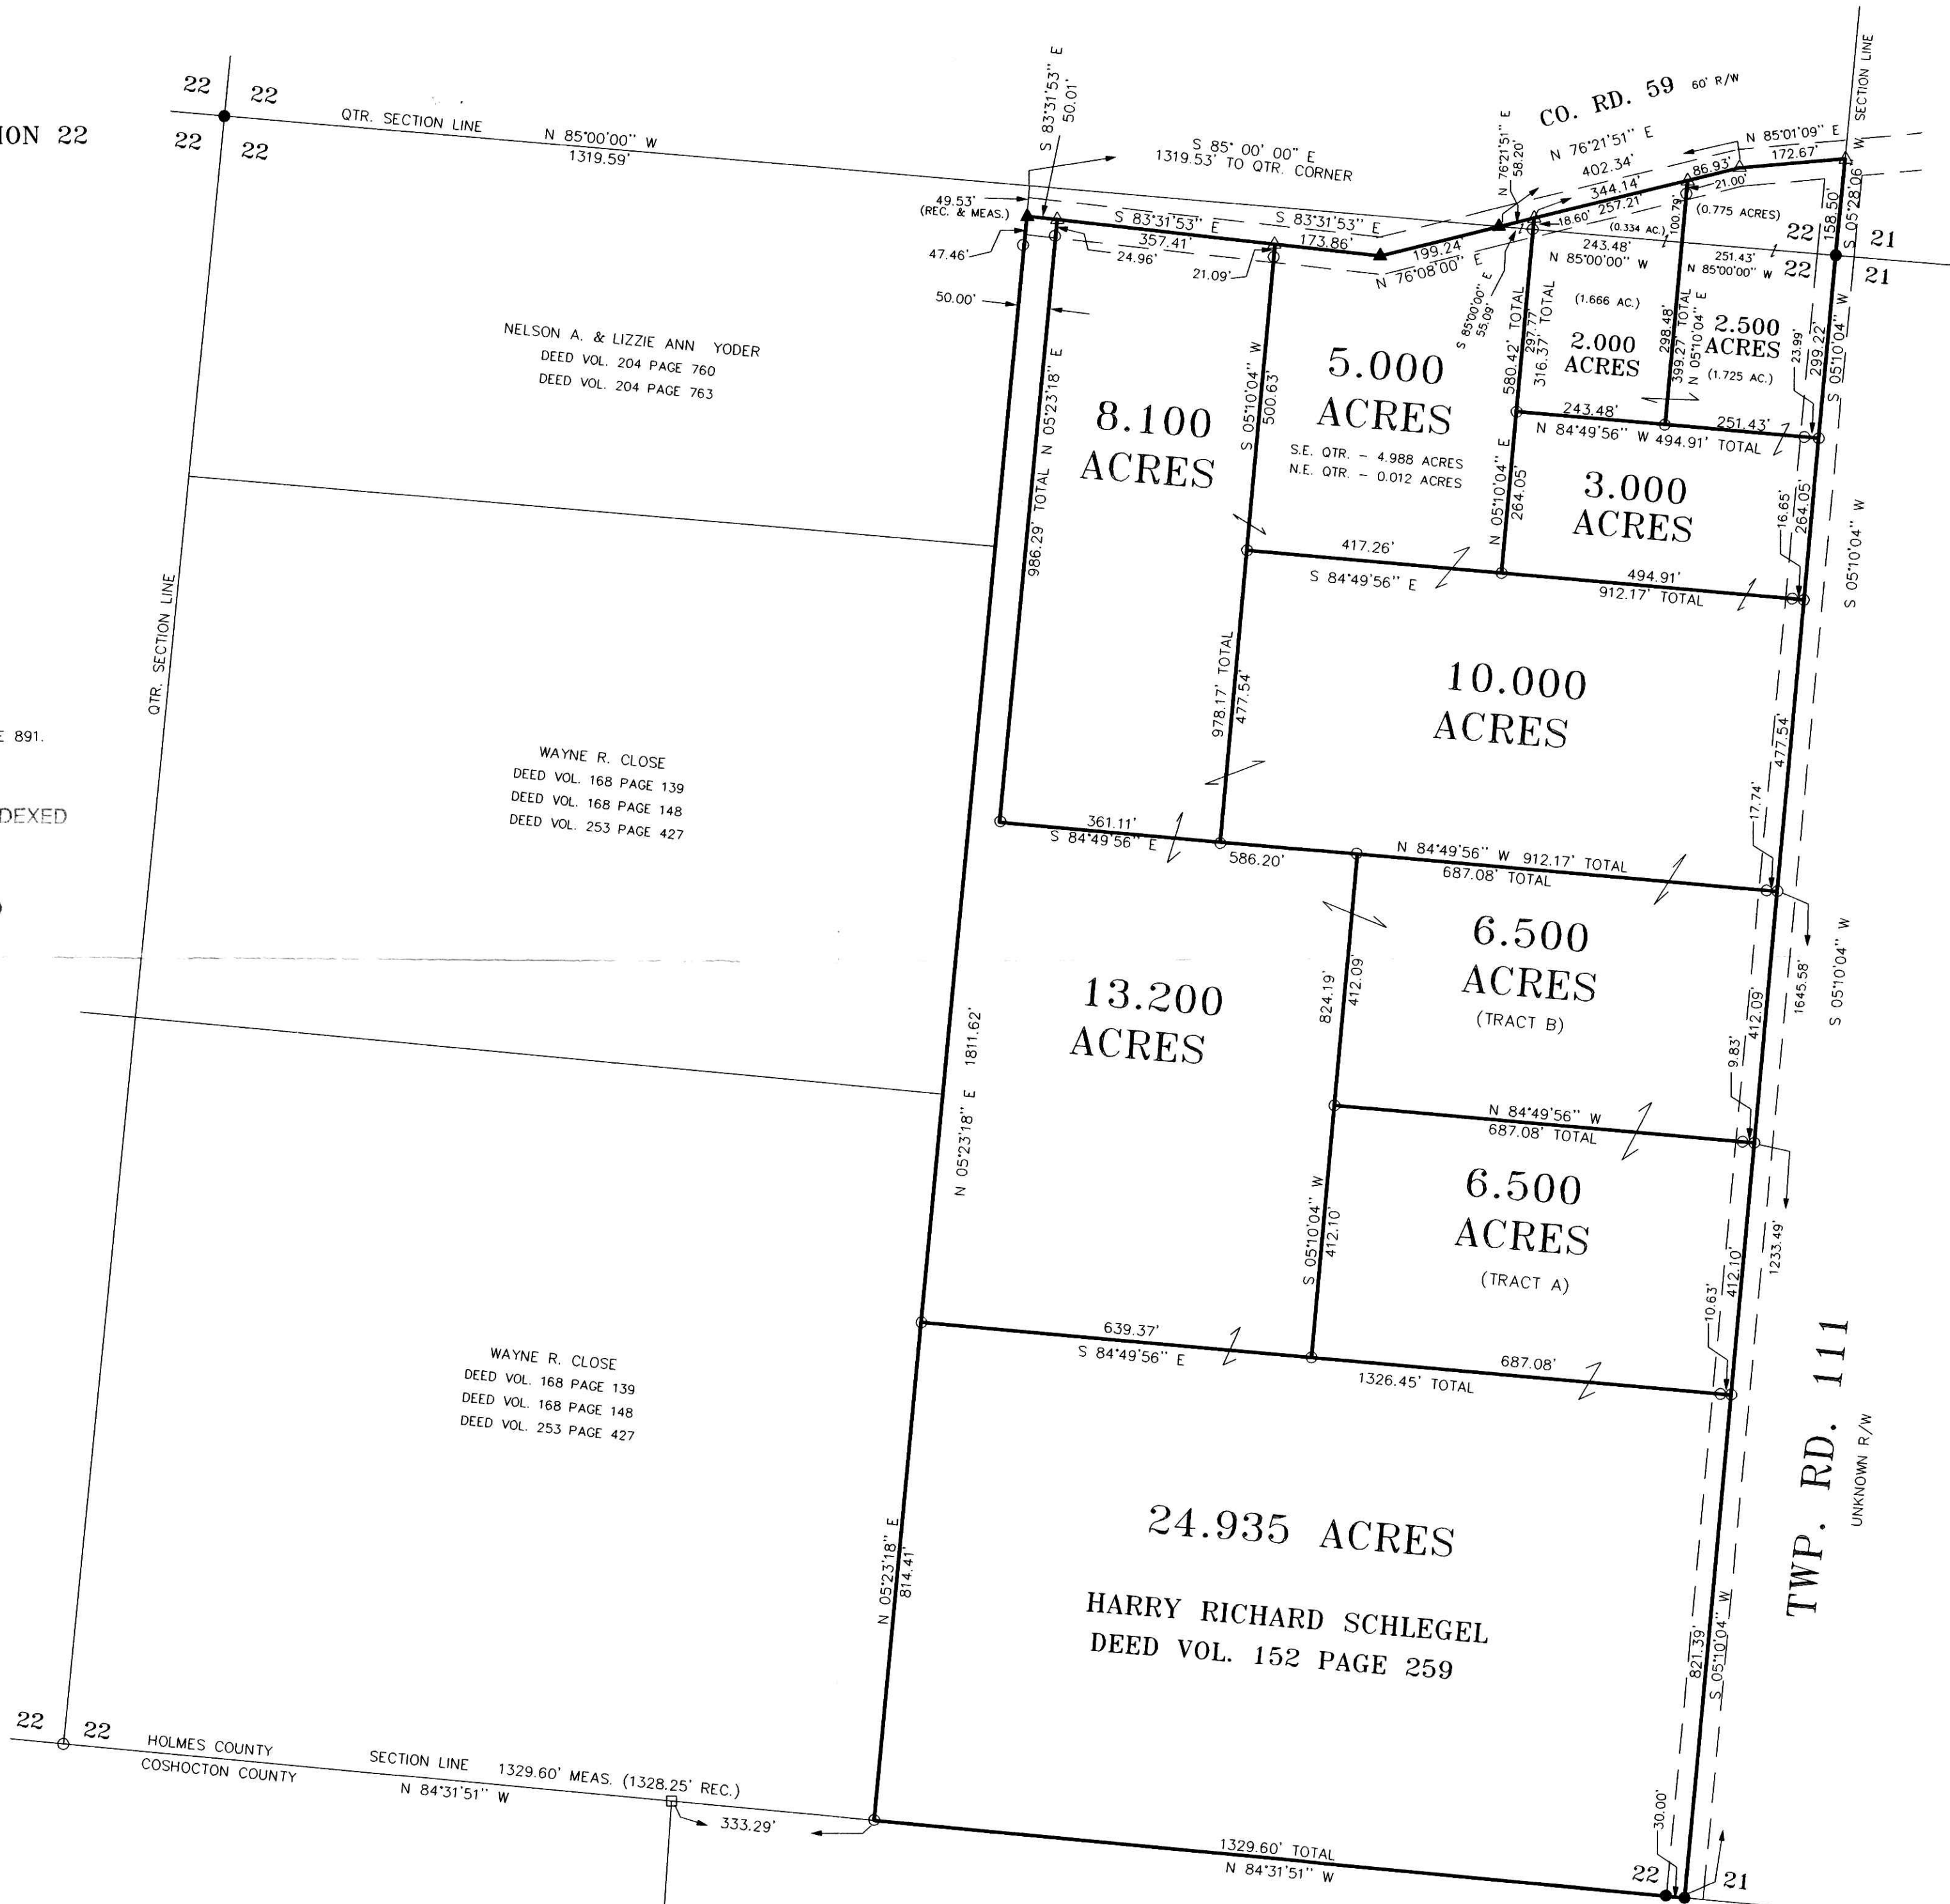 ION 22
22
22
22
22
QTR. SECTION LINE
N 85°00'00" W
1319.59'
S 83°31'53" E
50.01'
S 85° 00' 00" E
1319.53' TO QTR. CORNER
CO. RD. 59 60' R/W
N 76°21'51" E
58.20'
N 76°21'51" E
402.34'
344.14'
257.21'
86.93'
N 85°01'09" E
172.67'
W SECTION LINE
S 05°28'06"
158.50'
49.53'
(REC. & MEAS.)
S 83°31'53" E
357.41'
S 83°31'53" E
173.86'
47.46'
24.96'
21.09'
50.00'
199.24'
N 76°08'00" E
S 85°00'00" E
55.09'
18.60'
21.00'
100.79'
(0.775 ACRES)
(0.334 AC.)
22
21
22
21
243.48'
N 85°00'00" W
251.43'
N 85°00'00" W
NELSON A. & LIZZIE ANN YODER
DEED VOL. 204 PAGE 760
DEED VOL. 204 PAGE 763
986.29' TOTAL N 05°23'18" E
8.100
ACRES
S 05°10'04" W
500.63'
5.000
ACRES
S.E. QTR. - 4.988 ACRES
N.E. QTR. - 0.012 ACRES
580.42' TOTAL
297.77'
316.37' TOTAL
(1.666 AC.)
2.000
ACRES
298.48'
399.27' TOTAL
N 05°10'04" E
2.500
ACRES
(1.725 AC.)
23.99'
299.22'
S 05°10'04" W
243.48'
251.43'
N 84°49'56" W 494.91' TOTAL
N 05°10'04" E
264.05'
3.000
ACRES
16.65'
264.05'
S 05°10'04" W
417.26'
S 84°49'56" E
494.91'
912.17' TOTAL
QTR. SECTION LINE
978.17' TOTAL
477.54'
10.000
ACRES
477.54'
17.74'
E 891.
DEXED
WAYNE R. CLOSE
DEED VOL. 168 PAGE 139
DEED VOL. 168 PAGE 148
DEED VOL. 253 PAGE 427
361.11'
S 84°49'56" E
586.20'
N 84°49'56" W 912.17' TOTAL
687.08' TOTAL
13.200
ACRES
824.19'
412.09'
6.500
ACRES
(TRACT B)
412.09'
9.83'
1645.58'
S 05°10'04" W
N 05°23'18" E 1811.62'
N 84°49'56" W
687.08' TOTAL
S 05°10'04" W
412.10'
6.500
ACRES
(TRACT A)
412.10'
10.63'
1233.49'
639.37'
S 84°49'56" E
687.08'
1326.45' TOTAL
WAYNE R. CLOSE
DEED VOL. 168 PAGE 139
DEED VOL. 168 PAGE 148
DEED VOL. 253 PAGE 427
N 05°23'18" E
814.41'
24.935 ACRES
HARRY RICHARD SCHLEGEL
DEED VOL. 152 PAGE 259
821.39'
S 05°10'04" W
TWP. RD. 111
UNKNOWN R/W
22
22
HOLMES COUNTY
COSHOCTON COUNTY
SECTION LINE 1329.60' MEAS. (1328.25' REC.)
N 84°31'51" W
333.29'
1329.60' TOTAL
N 84°31'51" W
30.00'
22
21